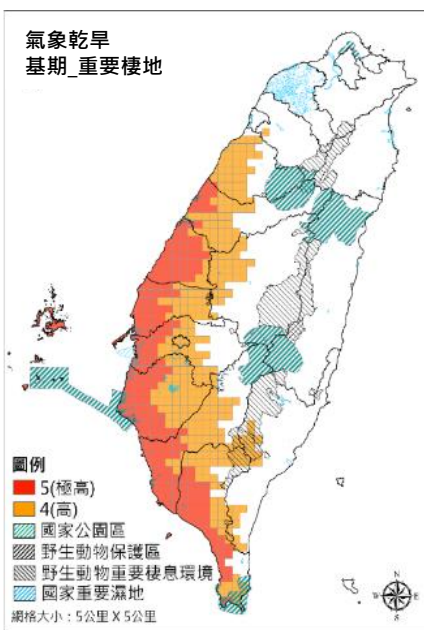 氣象乾旱
基期_重要棲地
N
W
E
S
圖例
5(極高)
4(高)
國家公園區
野生動物保護區
野生動物重要棲息環境
國家重要濕地
網格大小：5公里 X 5公里